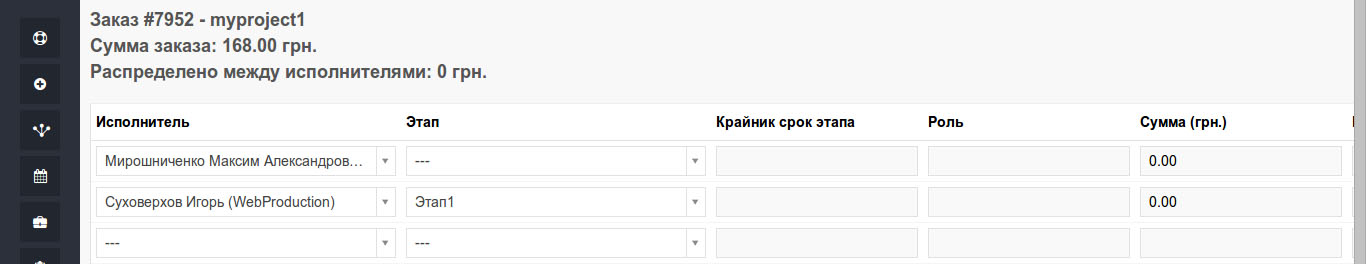 Заказ #7952 - myproject1
Сумма заказа: 168.00 грн.
Распределено между исполнителями: 0 грн.
Исполнитель Этап Крайник срок этапа Роль Сумма (грн.)
Мирошниченко Максим Александров... --- 0.00
Суховерхов Игорь (WebProduction) Этап1 0.00
--- ---